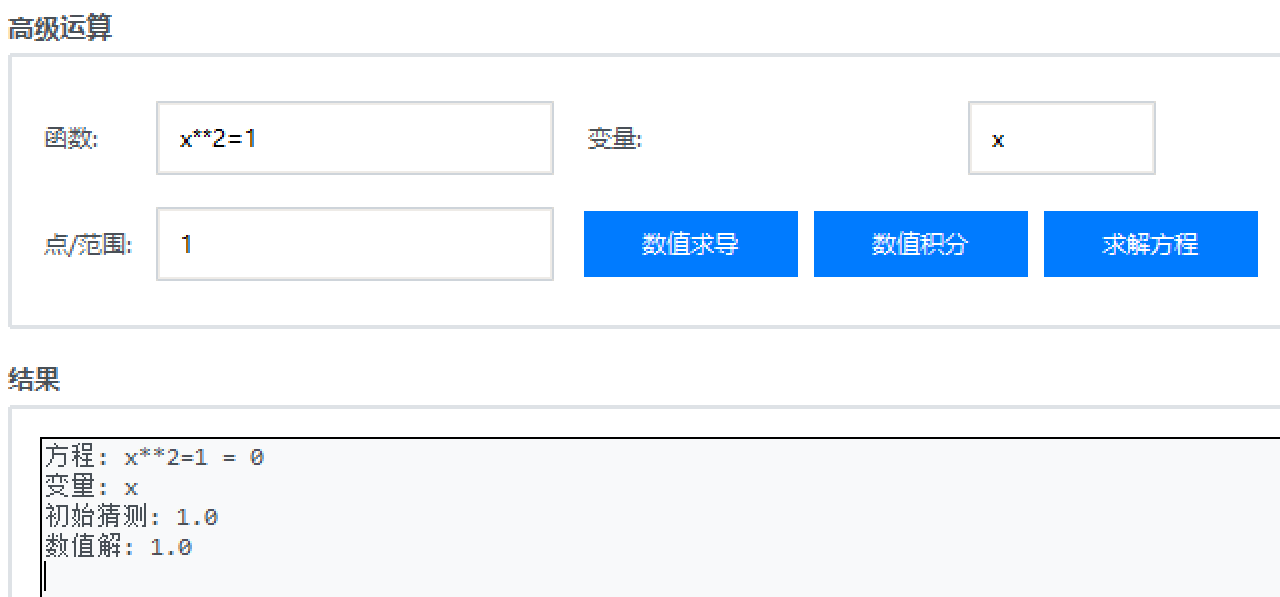 高级运算
函数: x**2=1 变量: x
点/范围: 1 数值求导 数值积分 求解方程
结果
方程: x**2=1 = 0
变量: x
初始猜测: 1.0
数值解: 1.0